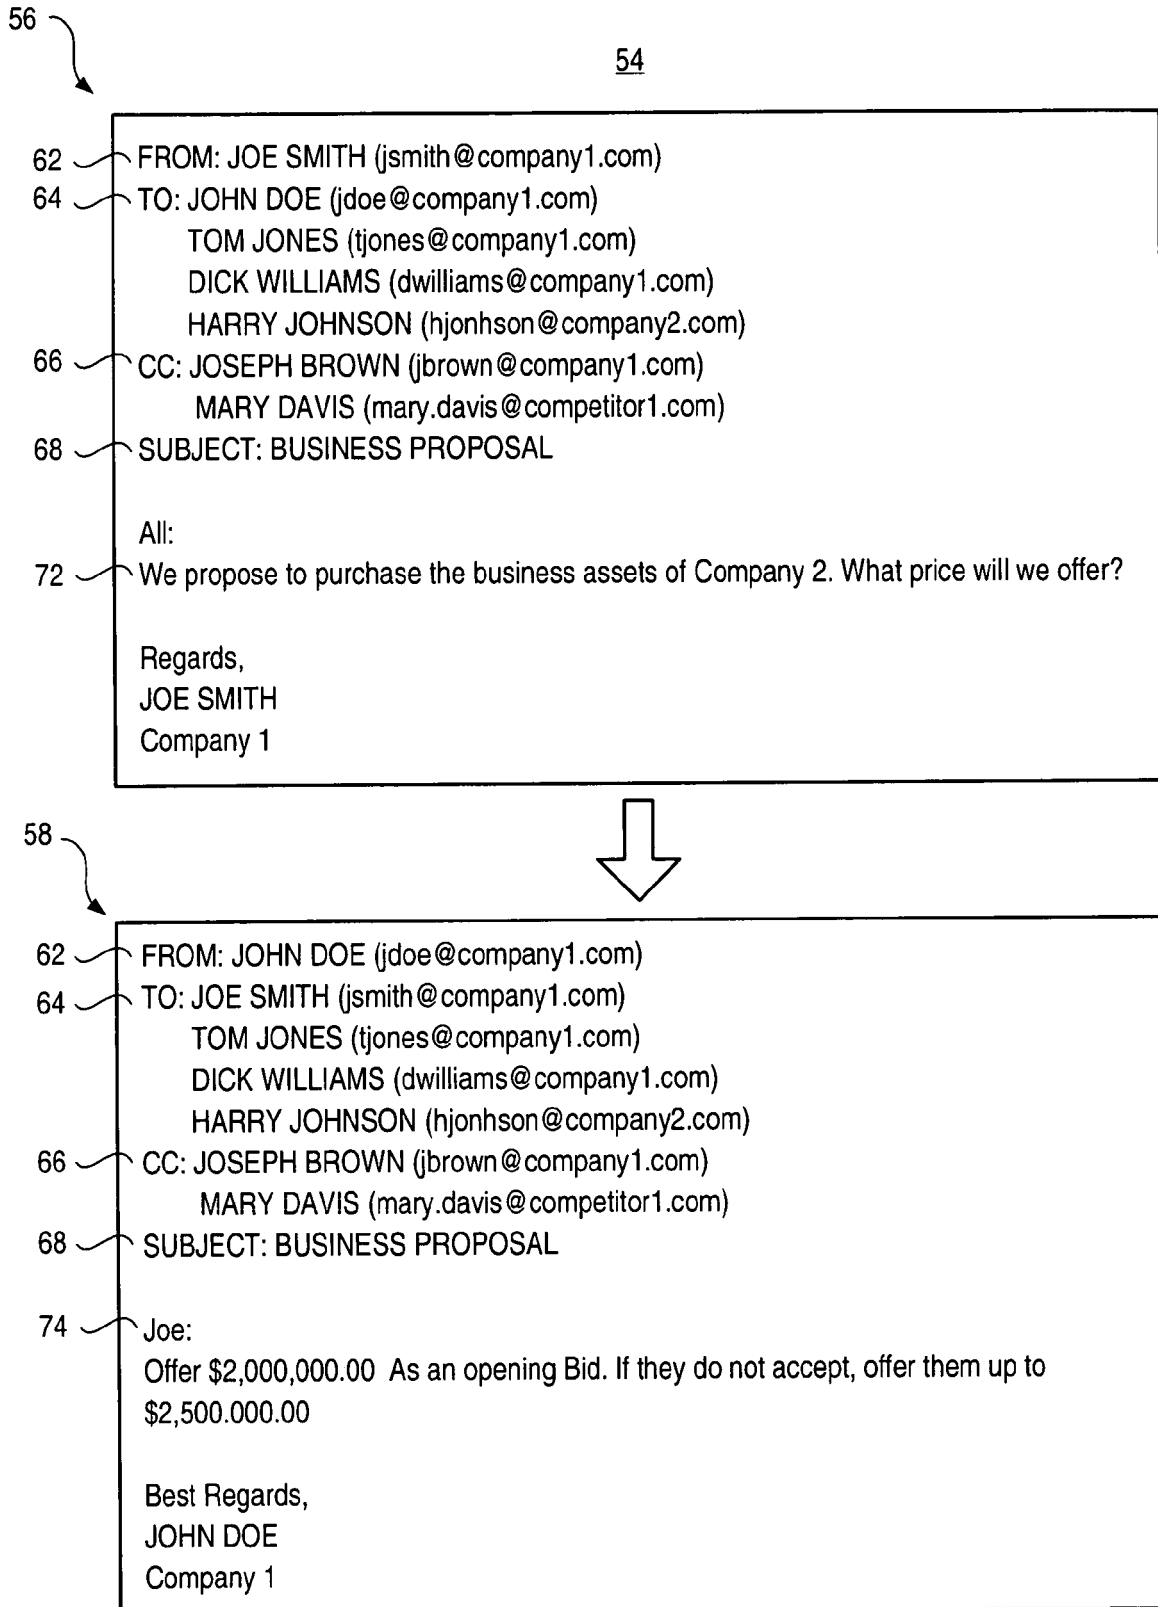 56
54
62 FROM: JOE SMITH (jsmith@company1.com)
64 TO: JOHN DOE (jdoe@company1.com)
TOM JONES (tjones@company1.com)
DICK WILLIAMS (dwilliams@company1.com)
HARRY JOHNSON (hjonhson@company2.com)
66 CC: JOSEPH BROWN (jbrown@company1.com)
MARY DAVIS (mary.davis@competitor1.com)
68 SUBJECT: BUSINESS PROPOSAL
All:
72 We propose to purchase the business assets of Company 2. What price will we offer?
Regards,
JOE SMITH
Company 1
58
62 FROM: JOHN DOE (jdoe@company1.com)
64 TO: JOE SMITH (jsmith@company1.com)
TOM JONES (tjones@company1.com)
DICK WILLIAMS (dwilliams@company1.com)
HARRY JOHNSON (hjonhson@company2.com)
66 CC: JOSEPH BROWN (jbrown@company1.com)
MARY DAVIS (mary.davis@competitor1.com)
68 SUBJECT: BUSINESS PROPOSAL
74 Joe:
Offer $2,000,000.00 As an opening Bid. If they do not accept, offer them up to
$2,500.000.00
Best Regards,
JOHN DOE
Company 1